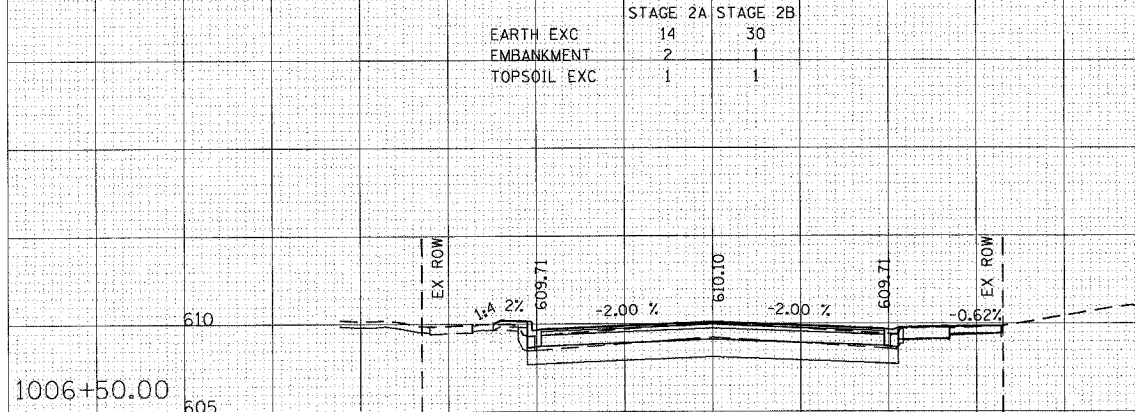 STAGE 2A STAGE 2B
EARTH EXC 14 30
EMBANKMENT 2 1
TOPSOIL EXC 1 1
EX ROW
609.71
610.10
609.71
EX ROW
1:4 2% -2.00 % -2.00 % -0.62%
610
1006+50.00
605